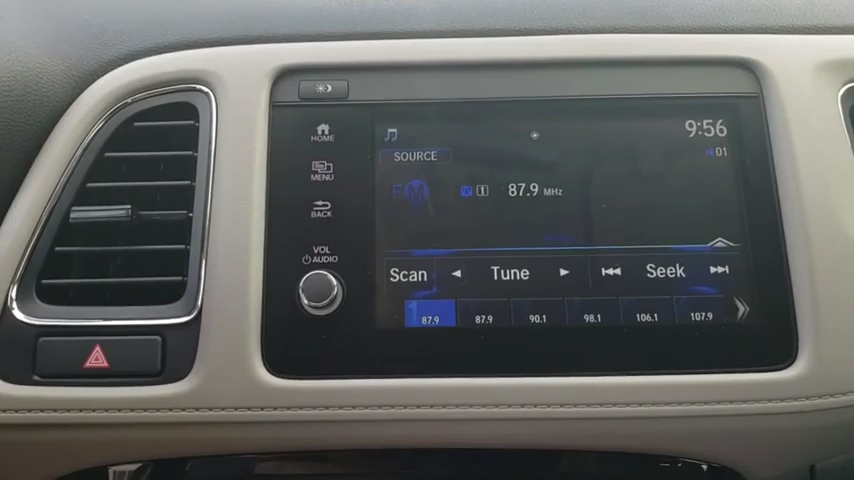 HOME
MENU
BACK
VOL
AUDIO
9:56
01
SOURCE
FM
1
87.9 MHz
Scan
Tune
Seek
87.9
87.9
90.1
98.1
106.1
107.9